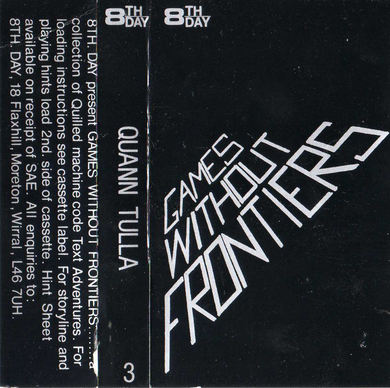 8TH. DAY present GAMES WITHOUT FRONTIERS........a
collection of Quilled machine code Text Adventures. For
loading instructions see cassette label. For storyline and
playing hints load 2nd. side of cassette. Hint Sheet
available on receipt of SAE. All enquiries to:
8TH. DAY, 18 Flaxhill, Moreton, Wirral, L46 7UH.
8TH
DAY
QUANN TULLA
3
8TH
DAY
GAMES
WITHOUT
FRONTIERS